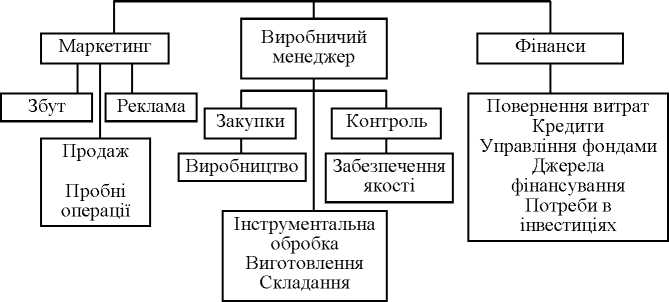 Маркетинг
Виробничий
менеджер
Фінанси
Збут
Реклама
Продаж
Пробні
операції
Закупки
Контроль
Виробництво
Забезпечення
якості
Інструментальна
обробка
Виготовлення
Складання
Повернення витрат
Кредити
Управління фондами
Джерела
фінансування
Потреби в
інвестиціях